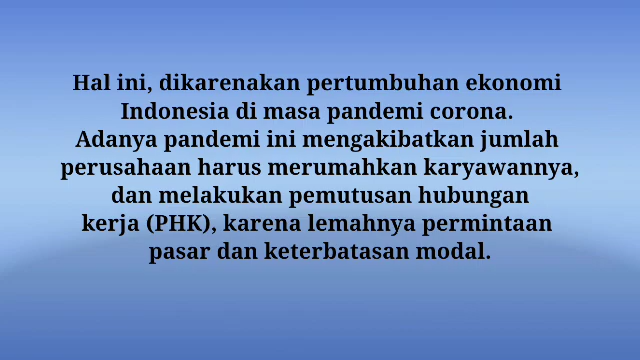 Hal ini, dikarenakan pertumbuhan ekonomi
Indonesia di masa pandemi corona.
Adanya pandemi ini mengakibatkan jumlah
perusahaan harus merumahkan karyawannya,
dan melakukan pemutusan hubungan
kerja (PHK), karena lemahnya permintaan
pasar dan keterbatasan modal.